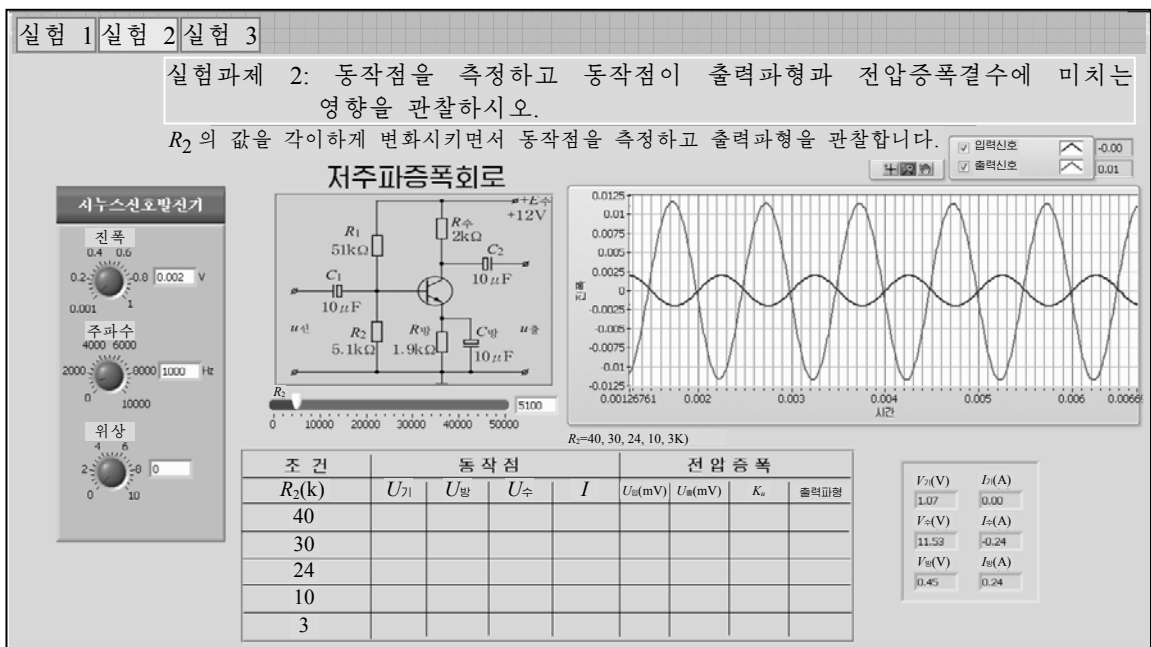 실험 1 실험 2 실험 3
실험과제 2: 동작점을 측정하고 동작점이 출력파형과 전압증폭결수에 미치는
영향을 관찰하시오.
R2 의 값을 각이하게 변화시키면서 동작점을 측정하고 출력파형을 관찰합니다.
입력신호 -0.00
출력신호 0.01
시누스신호발진기
진폭
0.4 0.6
0.2 0.8 0.002 V
0.001 1
주파수
4000 6000
2000 8000 1000 Hz
0 10000
위상
4 6
2 8 0
0 10
저주파증폭회로
+E수
+12V
R1
51kΩ
R수
2kΩ
C2
10μF
C1
10μF
u신
R2
5.1kΩ
R방
1.9kΩ
C방
10μF
u출
R2
5100
0 10000 20000 30000 40000 50000
진폭
0.0125
0.01
0.0075
0.005
0.0025
0
-0.0025
-0.005
-0.0075
-0.01
-0.0125
0.00126761 0.002 0.003 0.004 0.005 0.006
시간
R2=40, 30, 24, 10, 3K)
조 건 동 작 점 전 압 증 폭
R2(k) U기 U방 U수 I U입(mV) U출(mV) Ku 출력파형
40
30
24
10
3
V기(V) I기(A)
1.07 0.00
V수(V) I수(A)
11.53 -0.24
V방(V) I방(A)
0.45 0.24